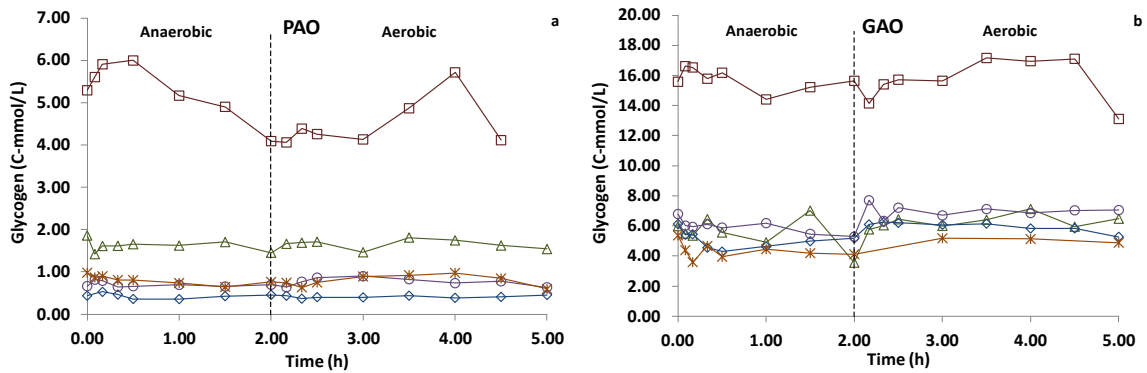 a
PAO
Anaerobic
Aerobic
Glycogen (C-mmol/L)
7.00
6.00
5.00
4.00
3.00
2.00
1.00
0.00
0.00 1.00 2.00 3.00 4.00 5.00
Time (h)
b
GAO
Anaerobic
Aerobic
Glycogen (C-mmol/L)
20.00
18.00
16.00
14.00
12.00
10.00
8.00
6.00
4.00
2.00
0.00
0.00 1.00 2.00 3.00 4.00 5.00
Time (h)